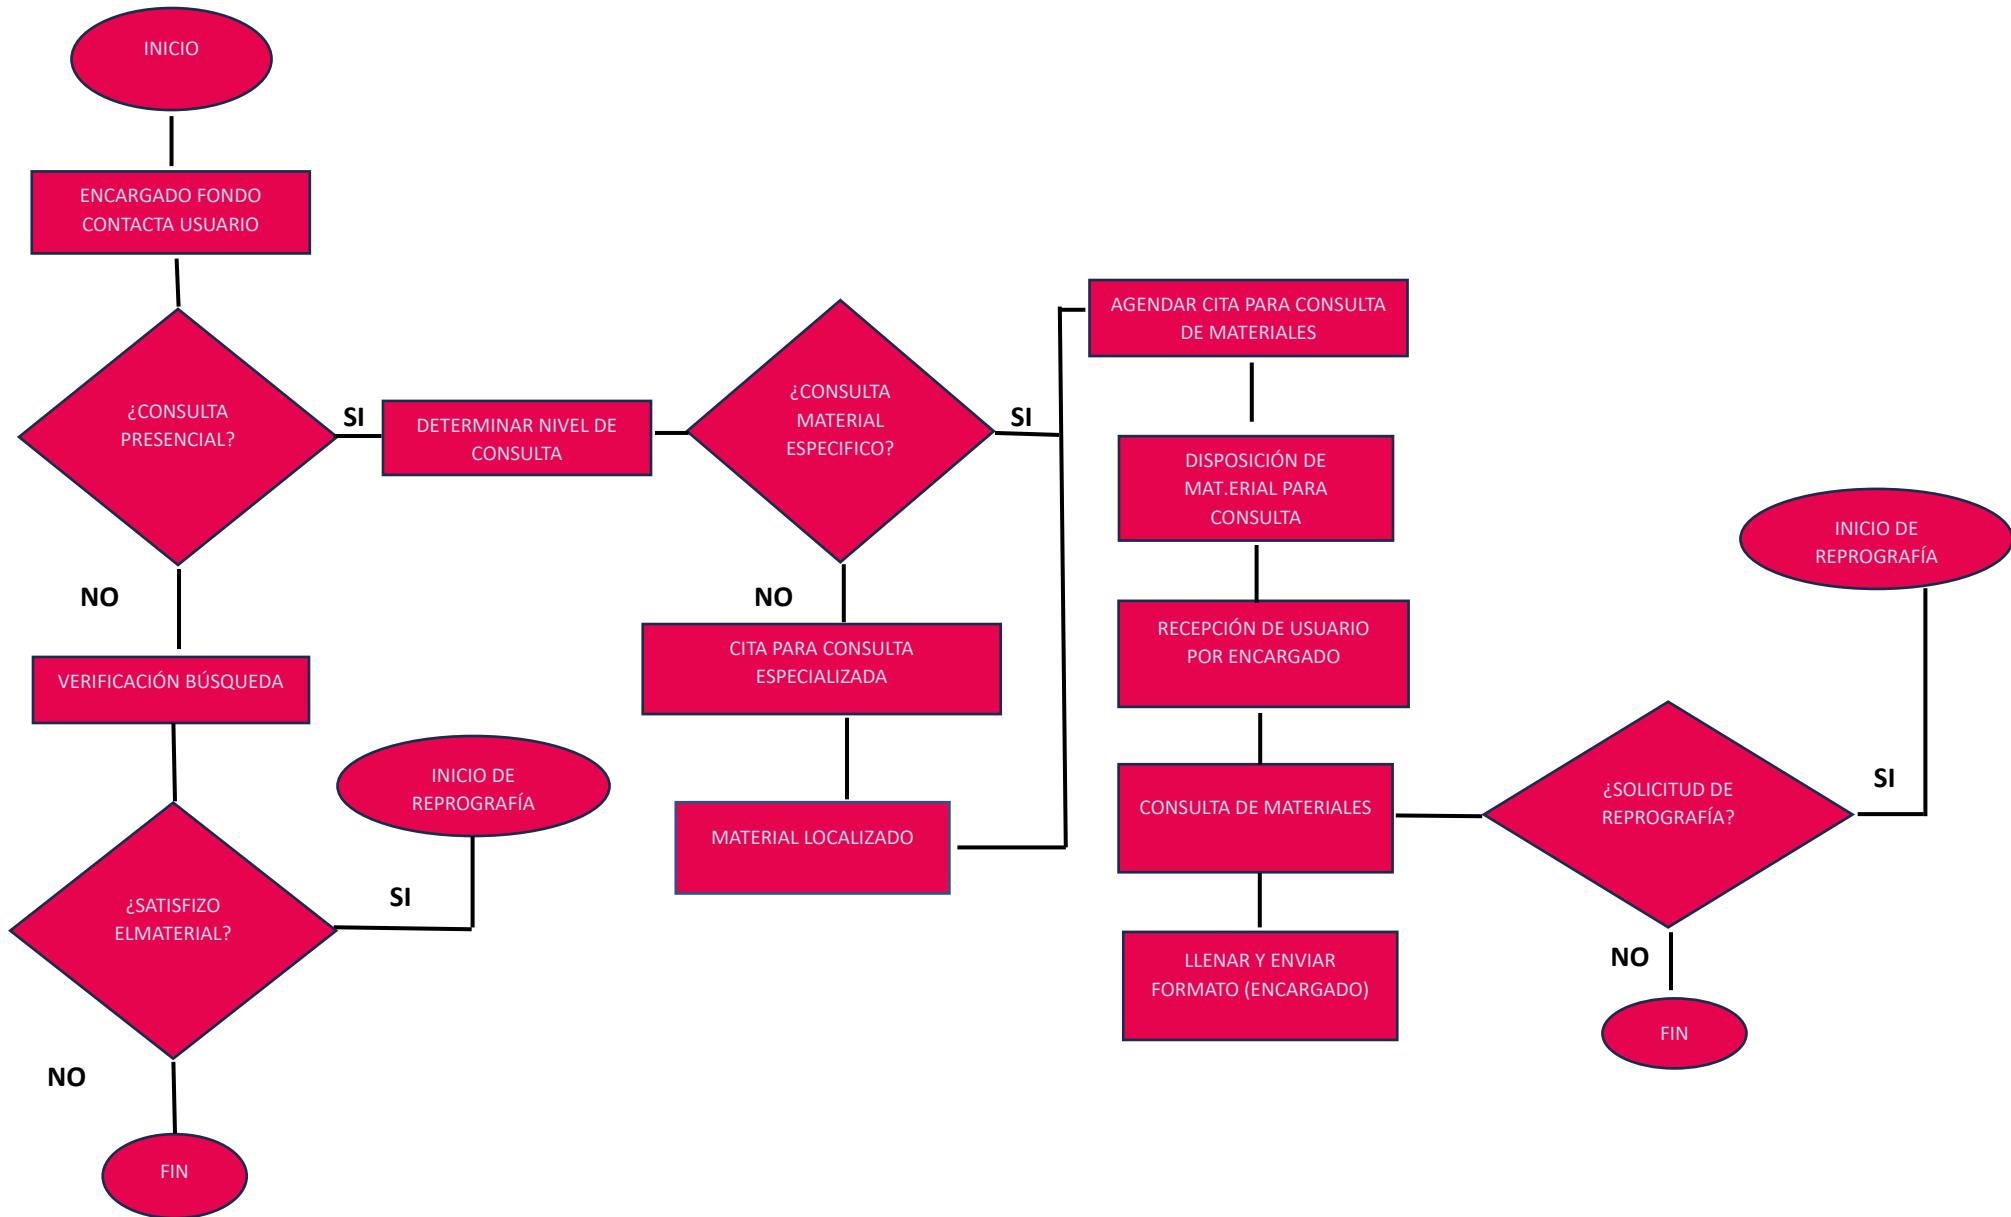 INICIO
ENCARGADO FONDO
CONTACTA USUARIO
¿CONSULTA
PRESENCIAL?
SI
NO
DETERMINAR NIVEL DE
CONSULTA
¿CONSULTA
MATERIAL
ESPECIFICO?
SI
NO
VERIFICACIÓN BÚSQUEDA
¿SATISFIZO
ELMATERIAL?
SI
NO
INICIO DE
REPROGRAFÍA
FIN
CITA PARA CONSULTA
ESPECIALIZADA
MATERIAL LOCALIZADO
AGENDAR CITA PARA CONSULTA
DE MATERIALES
DISPOSICIÓN DE
MAT.ERIAL PARA
CONSULTA
RECEPCIÓN DE USUARIO
POR ENCARGADO
CONSULTA DE MATERIALES
LLENAR Y ENVIAR
FORMATO (ENCARGADO)
¿SOLICITUD DE
REPROGRAFÍA?
SI
NO
INICIO DE
REPROGRAFÍA
FIN